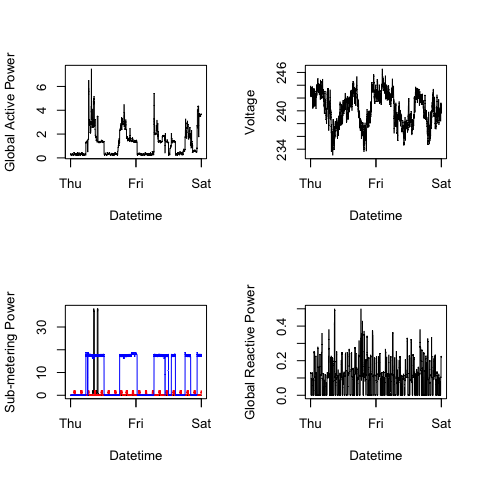 Global Active Power
0 2 4 6
Thu Fri Sat
Datetime
Voltage
234 240 246
Thu Fri Sat
Datetime
Sub-metering Power
0 10 30
Thu Fri Sat
Datetime
Global Reactive Power
0.0 0.2 0.4
Thu Fri Sat
Datetime